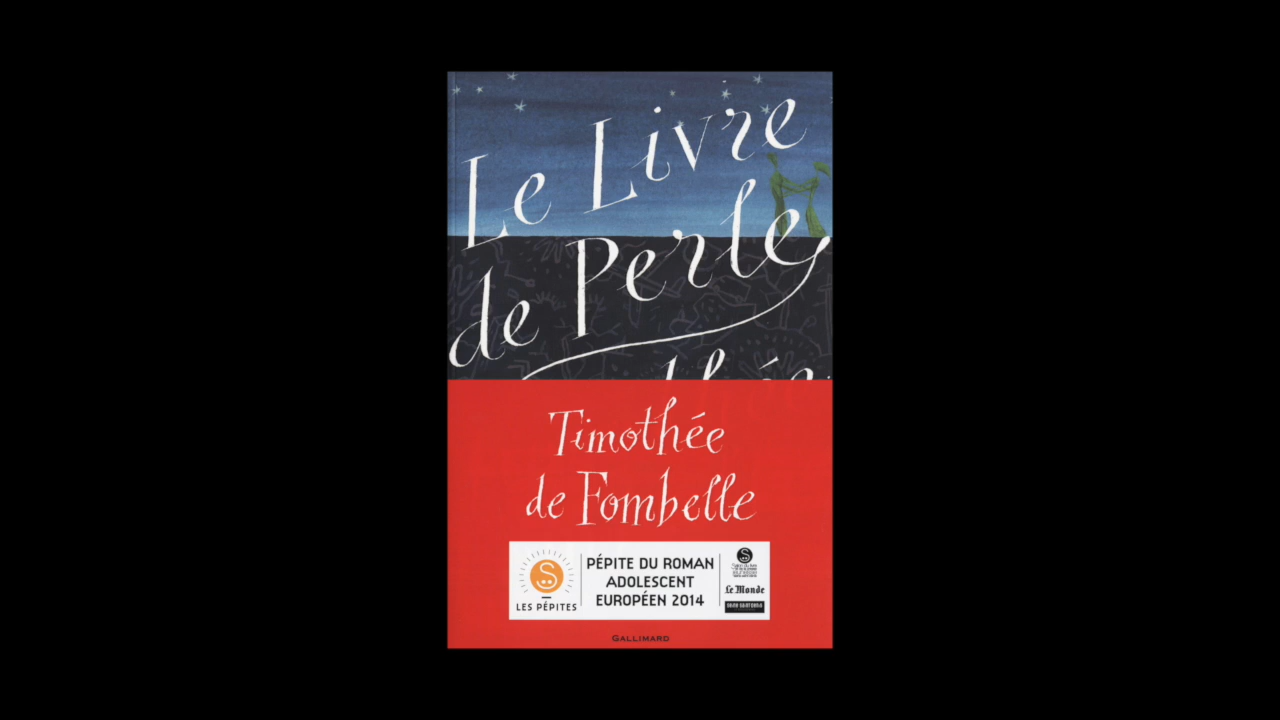 Le Livre
de Perle
Timothée
de Fombelle
PÉPITE DU ROMAN
ADOLESCENT
EUROPÉEN 2014
LES PÉPITES
Le Monde
GALLIMARD